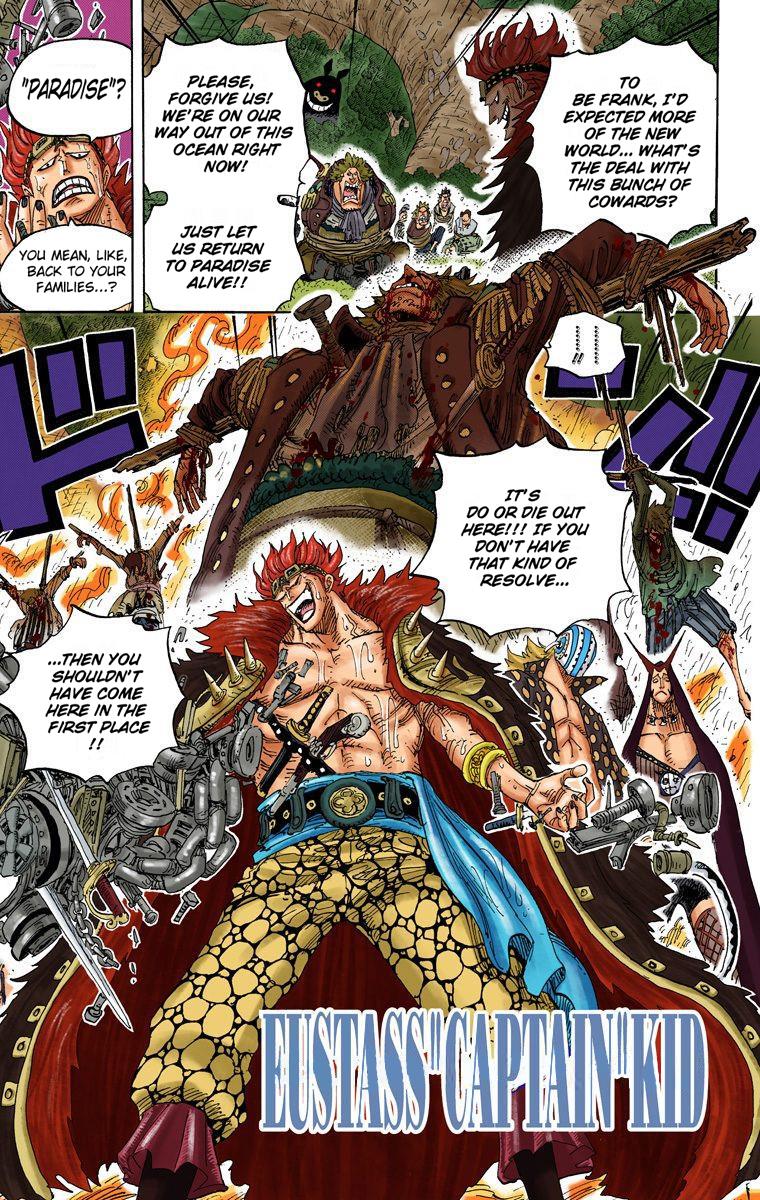 TO
BE FRANK, I'D
EXPECTED MORE
OF THE NEW
WORLD... WHAT'S
THE DEAL WITH
THIS BUNCH OF
COWARDS?
PLEASE,
FORGIVE US!
WE'RE ON OUR
WAY OUT OF THIS
OCEAN RIGHT
NOW!
JUST LET
US RETURN
TO PARADISE
ALIVE!!
"PARADISE"?
YOU MEAN, LIKE,
BACK TO YOUR
FAMILIES...?
........!!
ドン!!
IT'S
DO OR DIE OUT
HERE!!! IF YOU
DON'T HAVE
THAT KIND OF
RESOLVE...
...THEN YOU
SHOULDN'T
HAVE COME
HERE IN THE
FIRST PLACE
!!
EUSTASS"CAPTAIN"KID